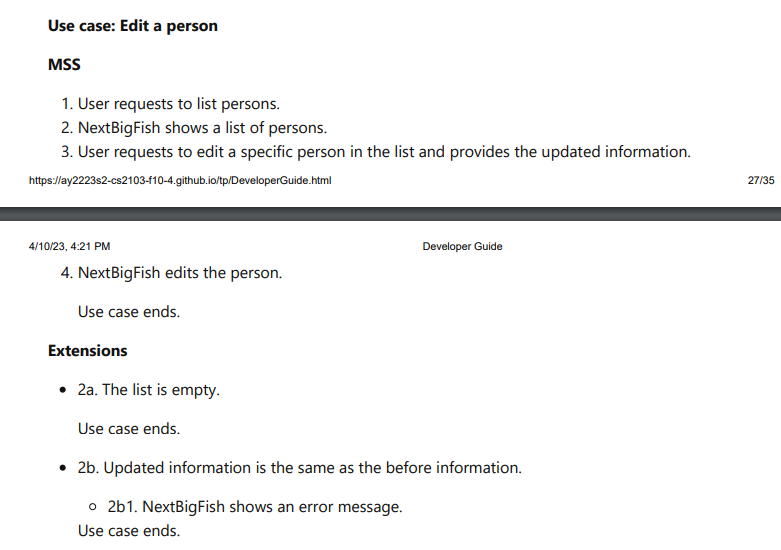 Use case: Edit a person
MSS
1. User requests to list persons.
2. NextBigFish shows a list of persons.
3. User requests to edit a specific person in the list and provides the updated information.
https://ay2223s2-cs2103-f10-4.github.io/tp/DeveloperGuide.html 27/35
4/10/23, 4:21 PM Developer Guide
4. NextBigFish edits the person.
Use case ends.
Extensions
• 2a. The list is empty.
Use case ends.
• 2b. Updated information is the same as the before information.
○ 2b1. NextBigFish shows an error message.
Use case ends.